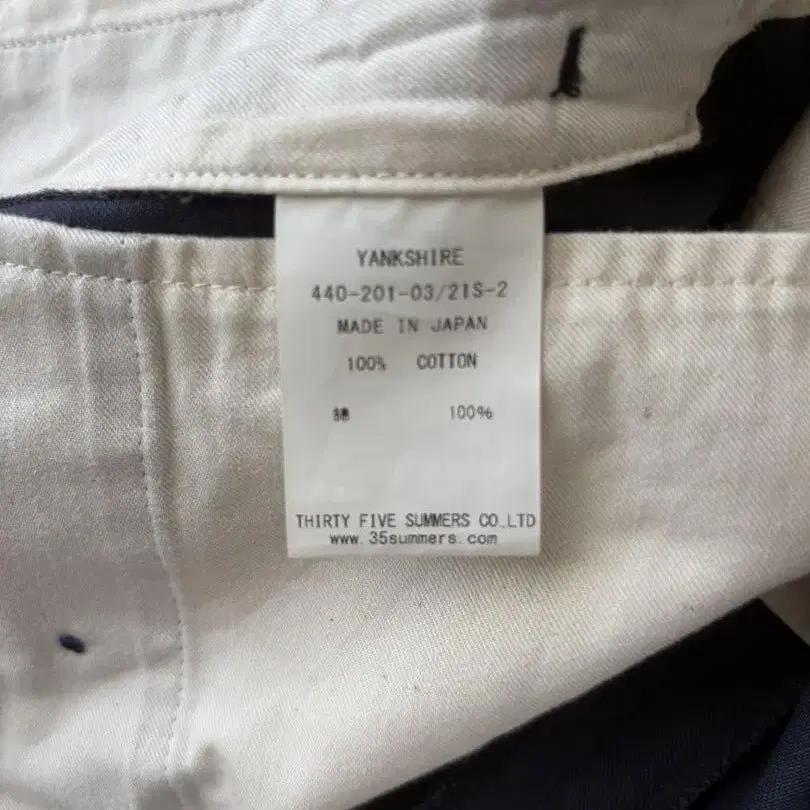 YANKSHIRE
440-201-03/21S-2
MADE IN JAPAN
100% COTTON
綿 100%
THIRTY FIVE SUMMERS CO.,LTD
www.35summers.com